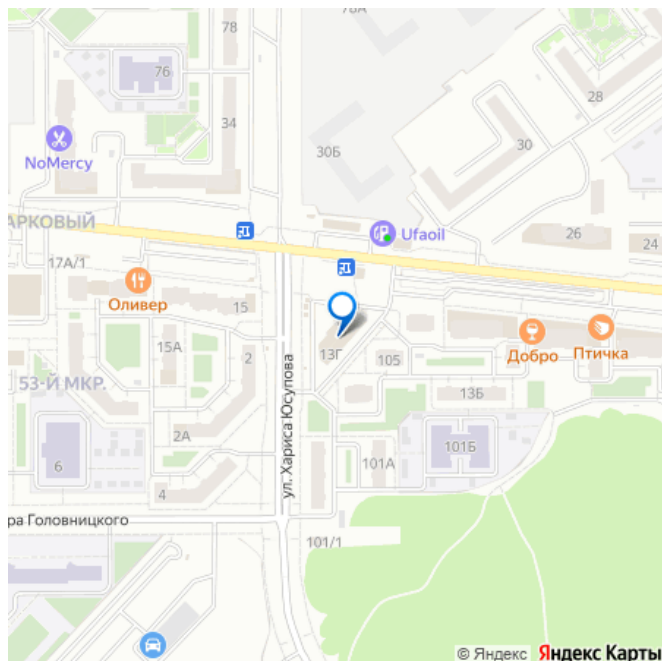 78А
78
76
34
28
NoMercy
30Б
30
АРКОВЫЙ
Ufaoil
26
24
17А/1
Оливер
15
15А
2
13Г
105
Добро
Птичка
53-Й МКР.
ул. Хариса Юсупова
13Б
2А
6
101А
101Б
4
ра Головницкого
101/1
© Яндекс Яндекс Карты